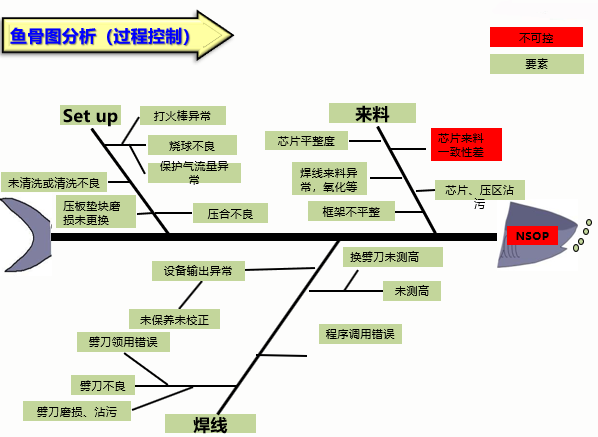 鱼骨图分析（过程控制）
不可控
要素
Set up
来料
打火棒异常
烧球不良
保护气流量异
常
未清洗或清洗不良
压板垫块磨
损未更换
压合不良
芯片平整度
芯片来料
一致性差
焊线来料异
常，氧化等
芯片、压区沾
污
框架不平整
NSOP
设备输出异常
换劈刀未测高
未测高
未保养未校正
劈刀领用错误
程序调用错误
劈刀不良
劈刀磨损、沾污
焊线